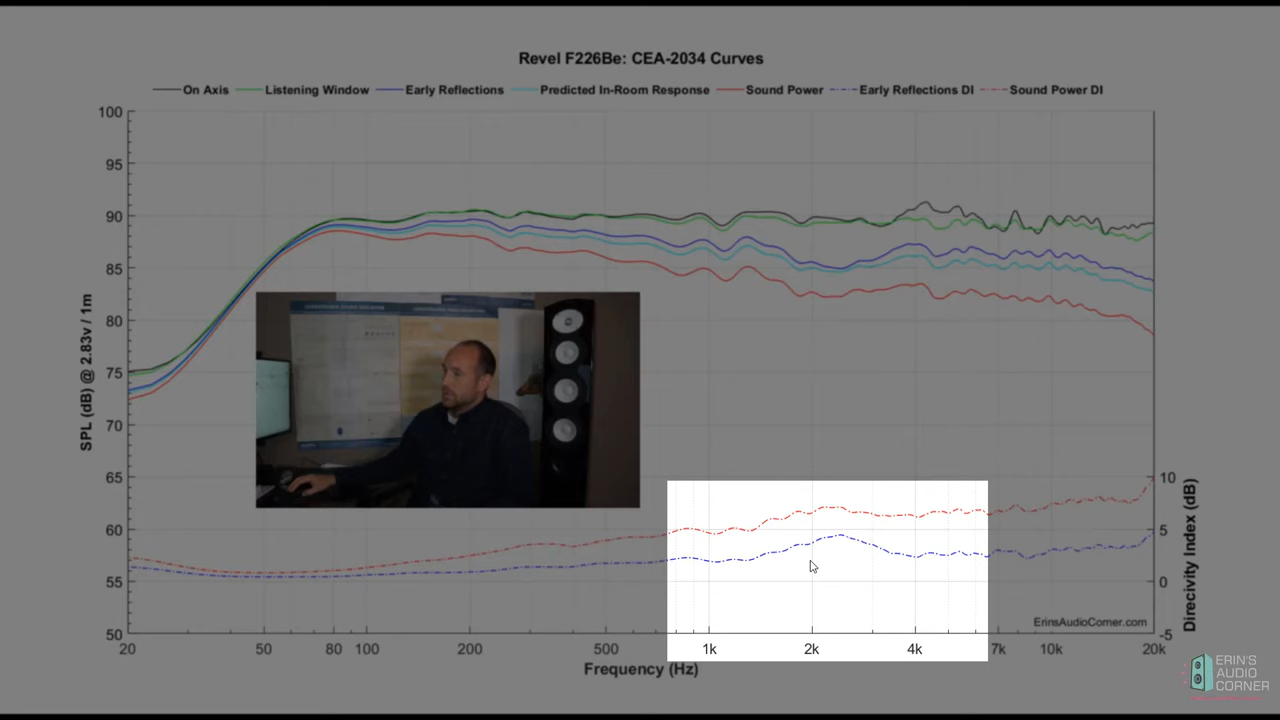 Revel F226Be: CEA-2034 Curves
On Axis Listening Window Early Reflections Predicted In-Room Response Sound Power Early Reflections DI Sound Power DI
100
95
90
85
80
75
70
65
60
55
50
SPL (dB) @ 2.83v / 1m
10
5
0
-5
Direcivity Index (dB)
ErinsAudioCorner.com
20 50 80 100 200 500 1k 2k 4k 7k 10k 20k
Frequency (Hz)
ERIN'S
AUDIO
CORNER